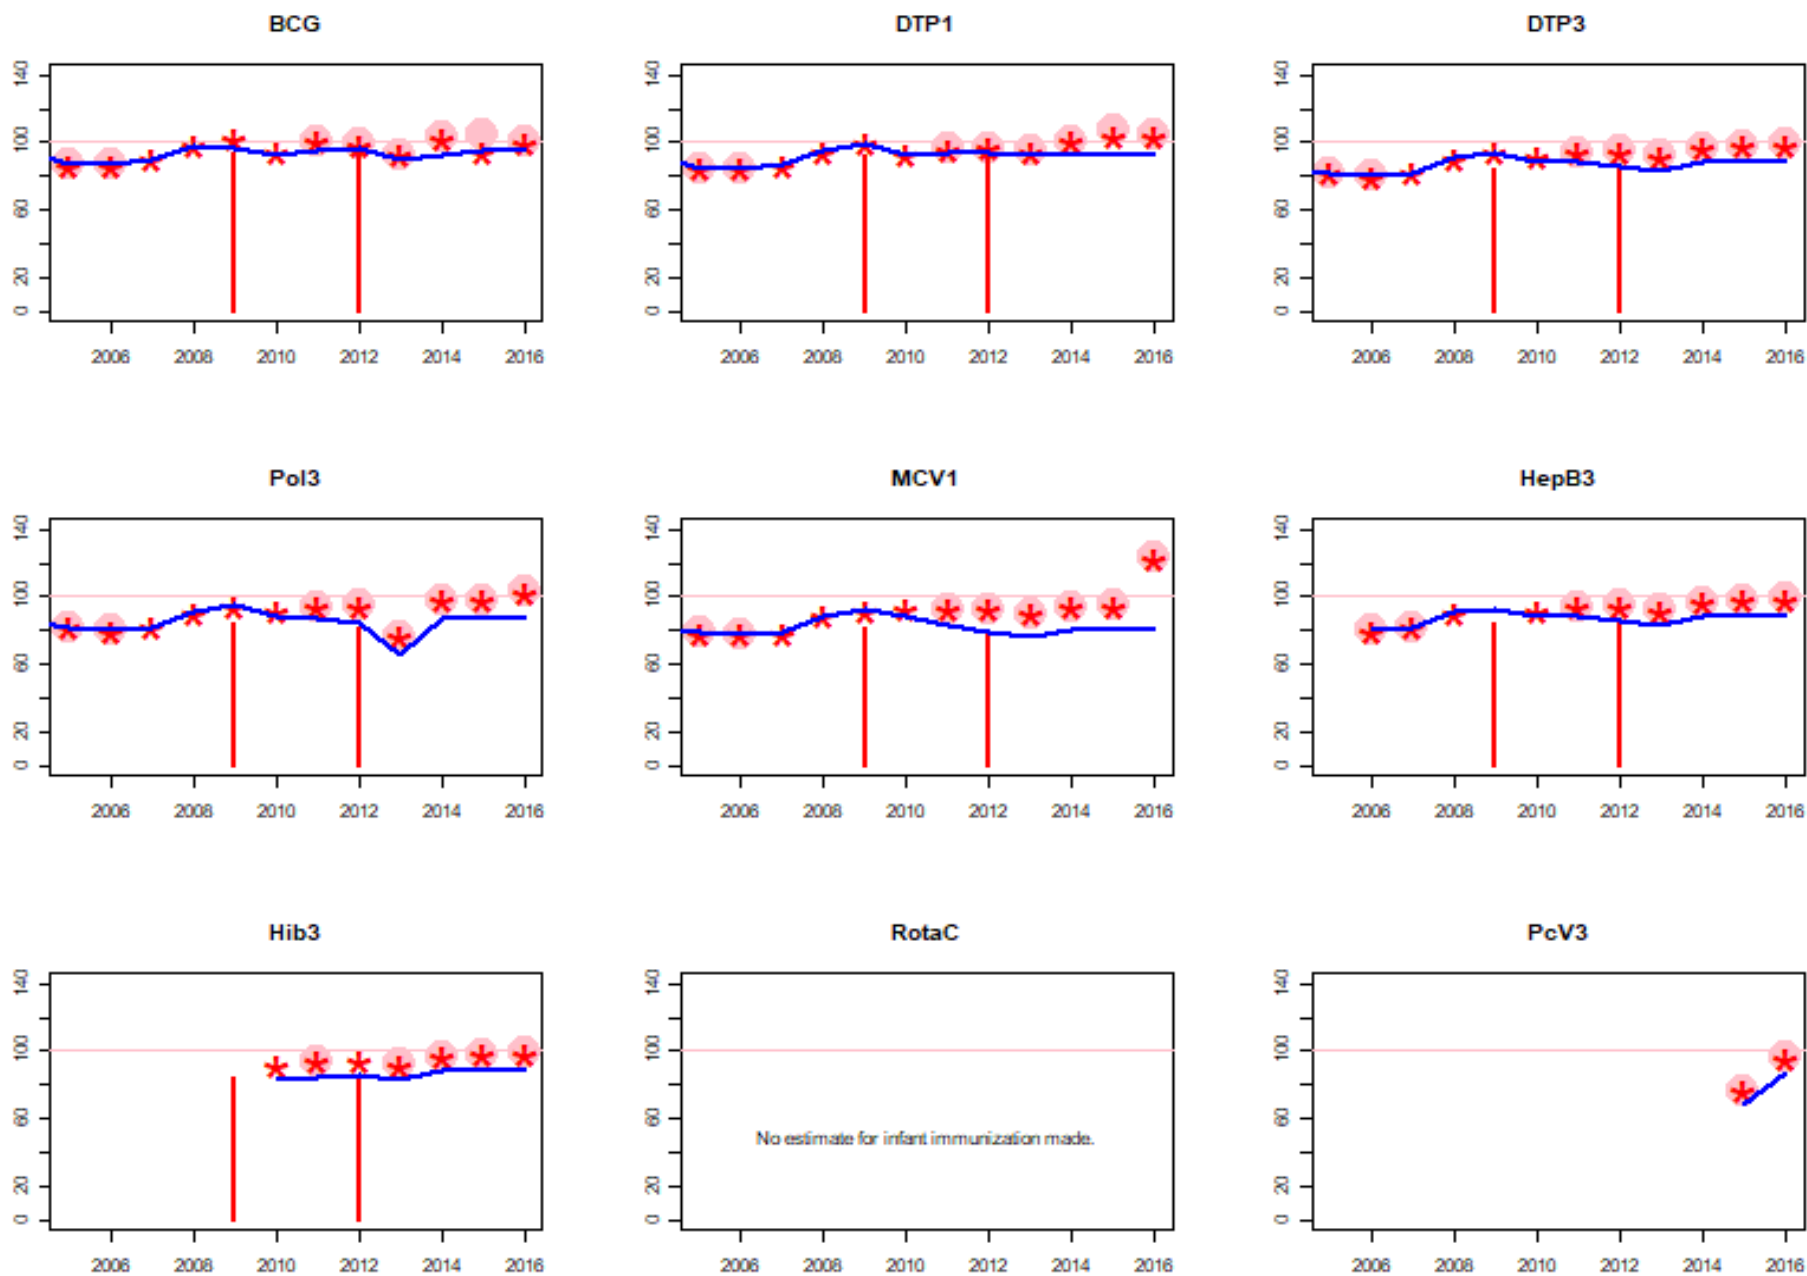 BCG DTP1 DTP3
140 140 140
100 100 100
60 60 60
20 20 20
0 0 0
2006 2008 2010 2012 2014 2016 2006 2008 2010 2012 2014 2016 2006 2008 2010 2012 2014 2016
Pol3 MCV1 HepB3
140 140 140
100 100 100
60 60 60
20 20 20
0 0 0
2006 2008 2010 2012 2014 2016 2006 2008 2010 2012 2014 2016 2006 2008 2010 2012 2014 2016
Hib3 RotaC PcV3
140 140 140
100 100 100
60 60 60
No estimate for infant immunization made.
20 20 20
0 0 0
2006 2008 2010 2012 2014 2016 2006 2008 2010 2012 2014 2016 2006 2008 2010 2012 2014 2016